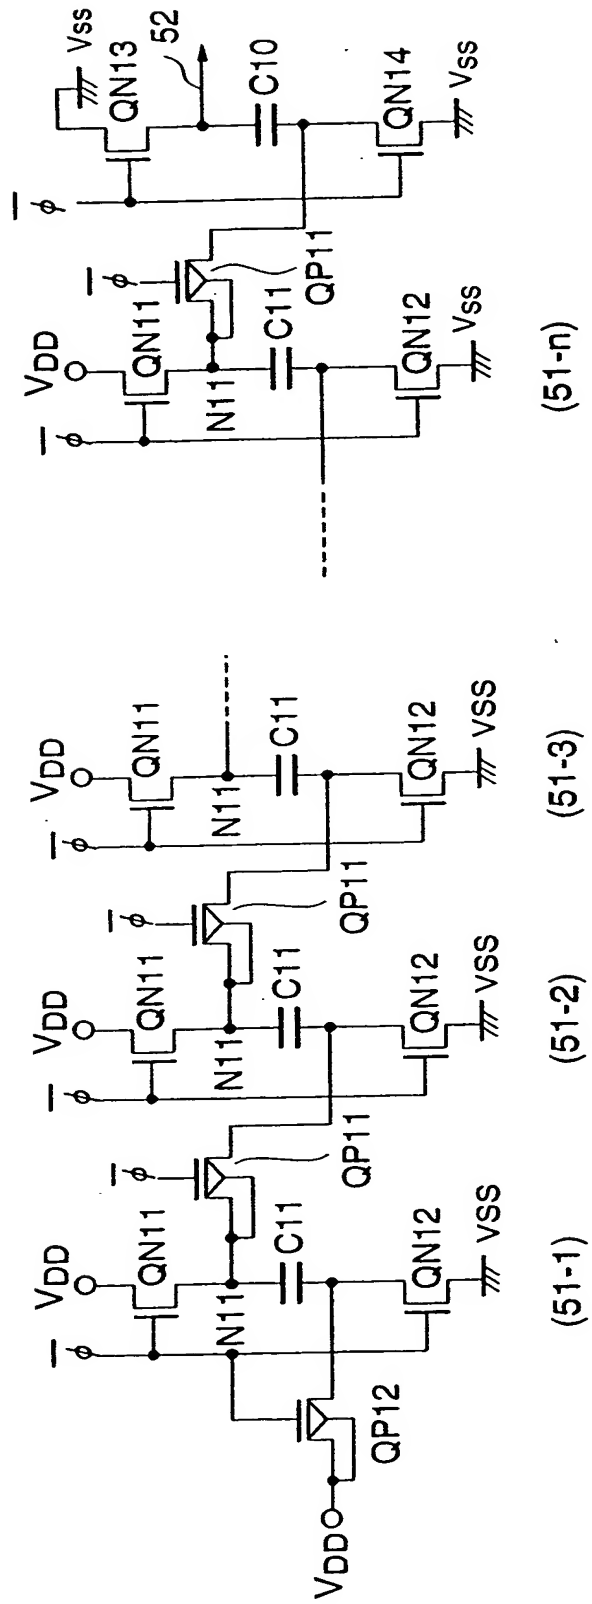 V̅SS
QN13
52
C10
QN14
VSS
φ̅
φ̅
QP11
VDD
QN11
N11
C11
QN12
VSS
φ̅
(51-n)
VDD
QN11
N11
C11
QN12
VSS
φ̅
(51-3)
φ̅
QP11
VDD
QN11
N11
C11
QN12
VSS
φ̅
(51-2)
φ̅
QP11
VDD
QN11
N11
C11
QN12
VSS
φ̅
(51-1)
QP12
VDD